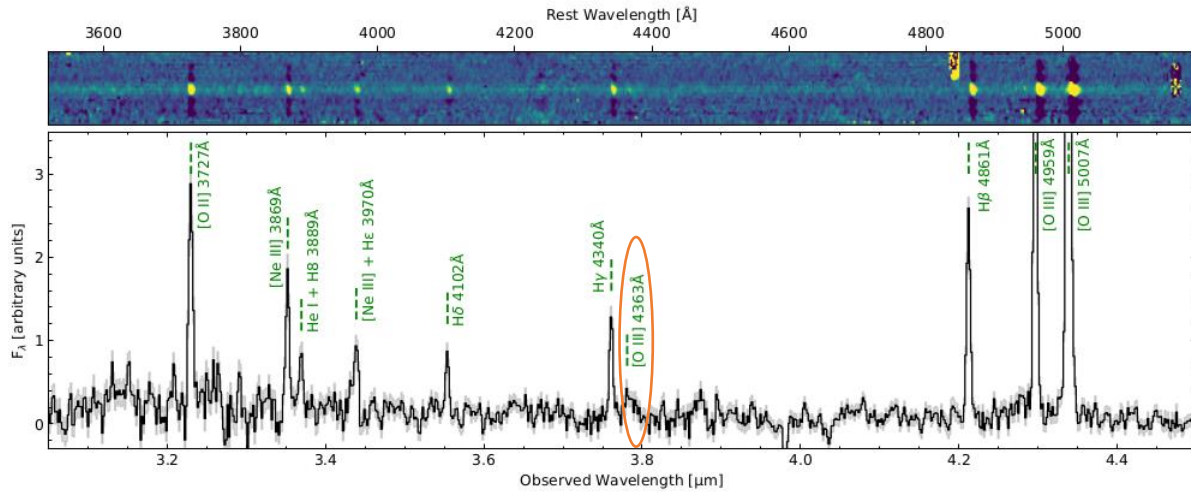 Rest Wavelength [Å]
3600 3800 4000 4200 4400 4600 4800 5000
[O II] 3727Å
[Ne III] 3869Å
He I + H8 3889Å
[Ne III] + Hε 3970Å
Hδ 4102Å
Hγ 4340Å
[O III] 4363Å
Hβ 4861Å
[O III] 4959Å
[O III] 5007Å
3
2
1
0
Fλ [arbitrary units]
3.2 3.4 3.6 3.8 4.0 4.2 4.4
Observed Wavelength [μm]